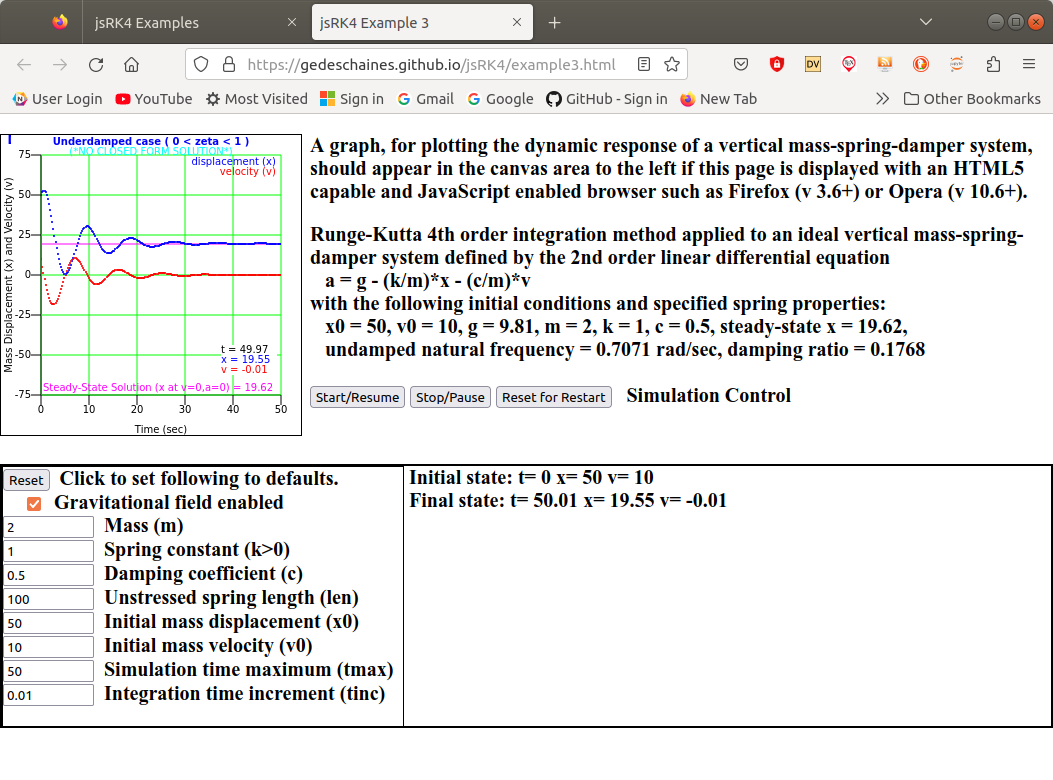 jsRK4 Examples
jsRK4 Example 3
https://gedeschaines.github.io/jsRK4/example3.html
DV
User Login
YouTube
Most Visited
Sign in
Gmail
Google
GitHub - Sign in
New Tab
Other Bookmarks
Underdamped case ( 0 < zeta < 1 )
(*NO CLOSED FORM SOLUTION*)
displacement (x)
velocity (v)
Mass Displacement (x) and Velocity (v)
75
50
25
0
-25
-50
-75
t = 49.97
x = 19.55
v = -0.01
Steady-State Solution (x at v=0,a=0) = 19.62
0 10 20 30 40 50
Time (sec)
A graph, for plotting the dynamic response of a vertical mass-spring-damper system,
should appear in the canvas area to the left if this page is displayed with an HTML5
capable and JavaScript enabled browser such as Firefox (v 3.6+) or Opera (v 10.6+).
Runge-Kutta 4th order integration method applied to an ideal vertical mass-spring-
damper system defined by the 2nd order linear differential equation
a = g - (k/m)*x - (c/m)*v
with the following initial conditions and specified spring properties:
x0 = 50, v0 = 10, g = 9.81, m = 2, k = 1, c = 0.5, steady-state x = 19.62,
undamped natural frequency = 0.7071 rad/sec, damping ratio = 0.1768
Start/Resume Stop/Pause Reset for Restart Simulation Control
Reset Click to set following to defaults.
Gravitational field enabled
2 Mass (m)
1 Spring constant (k>0)
0.5 Damping coefficient (c)
100 Unstressed spring length (len)
50 Initial mass displacement (x0)
10 Initial mass velocity (v0)
50 Simulation time maximum (tmax)
0.01 Integration time increment (tinc)
Initial state: t= 0 x= 50 v= 10
Final state: t= 50.01 x= 19.55 v= -0.01